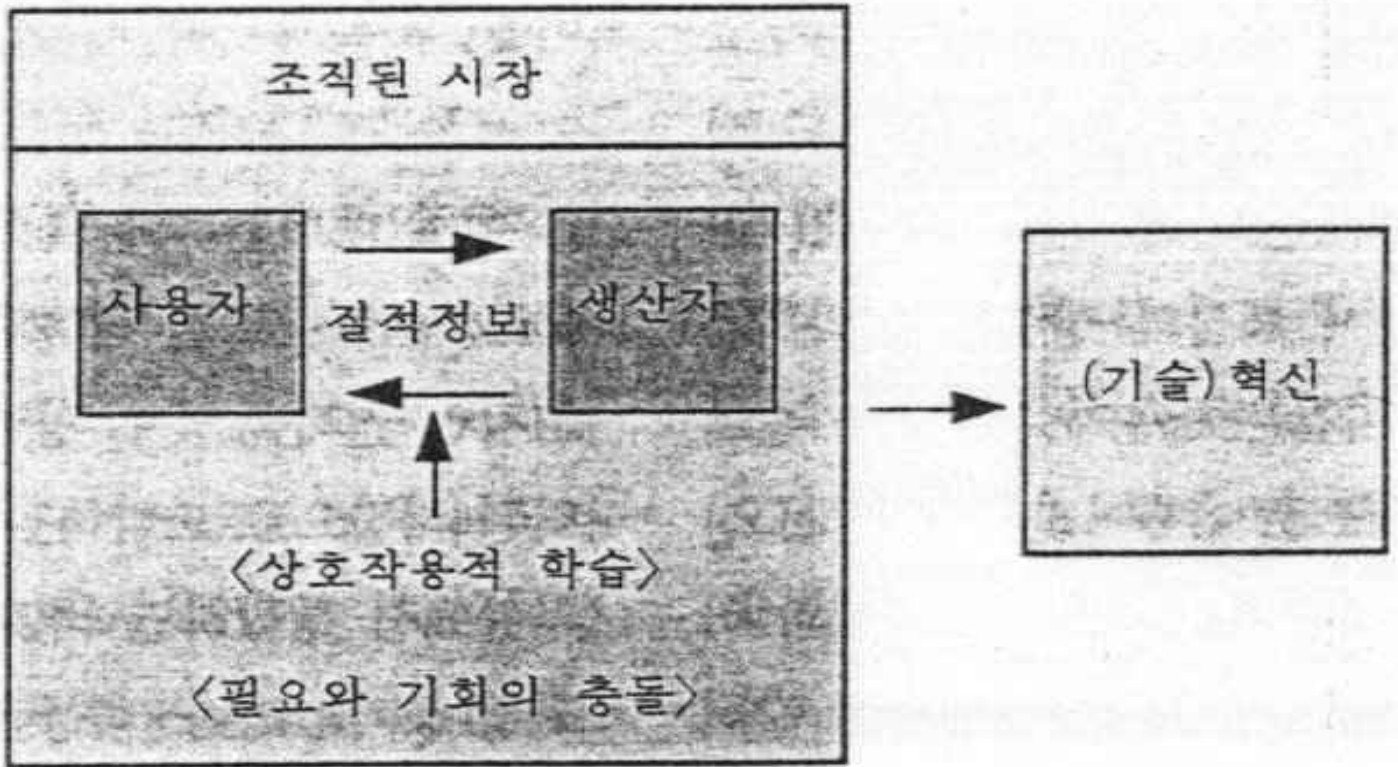 조직된 시장
사용자
질적정보
생산자
(기술) 혁신
<상호작용적 학습>
<필요와 기회의 충돌>